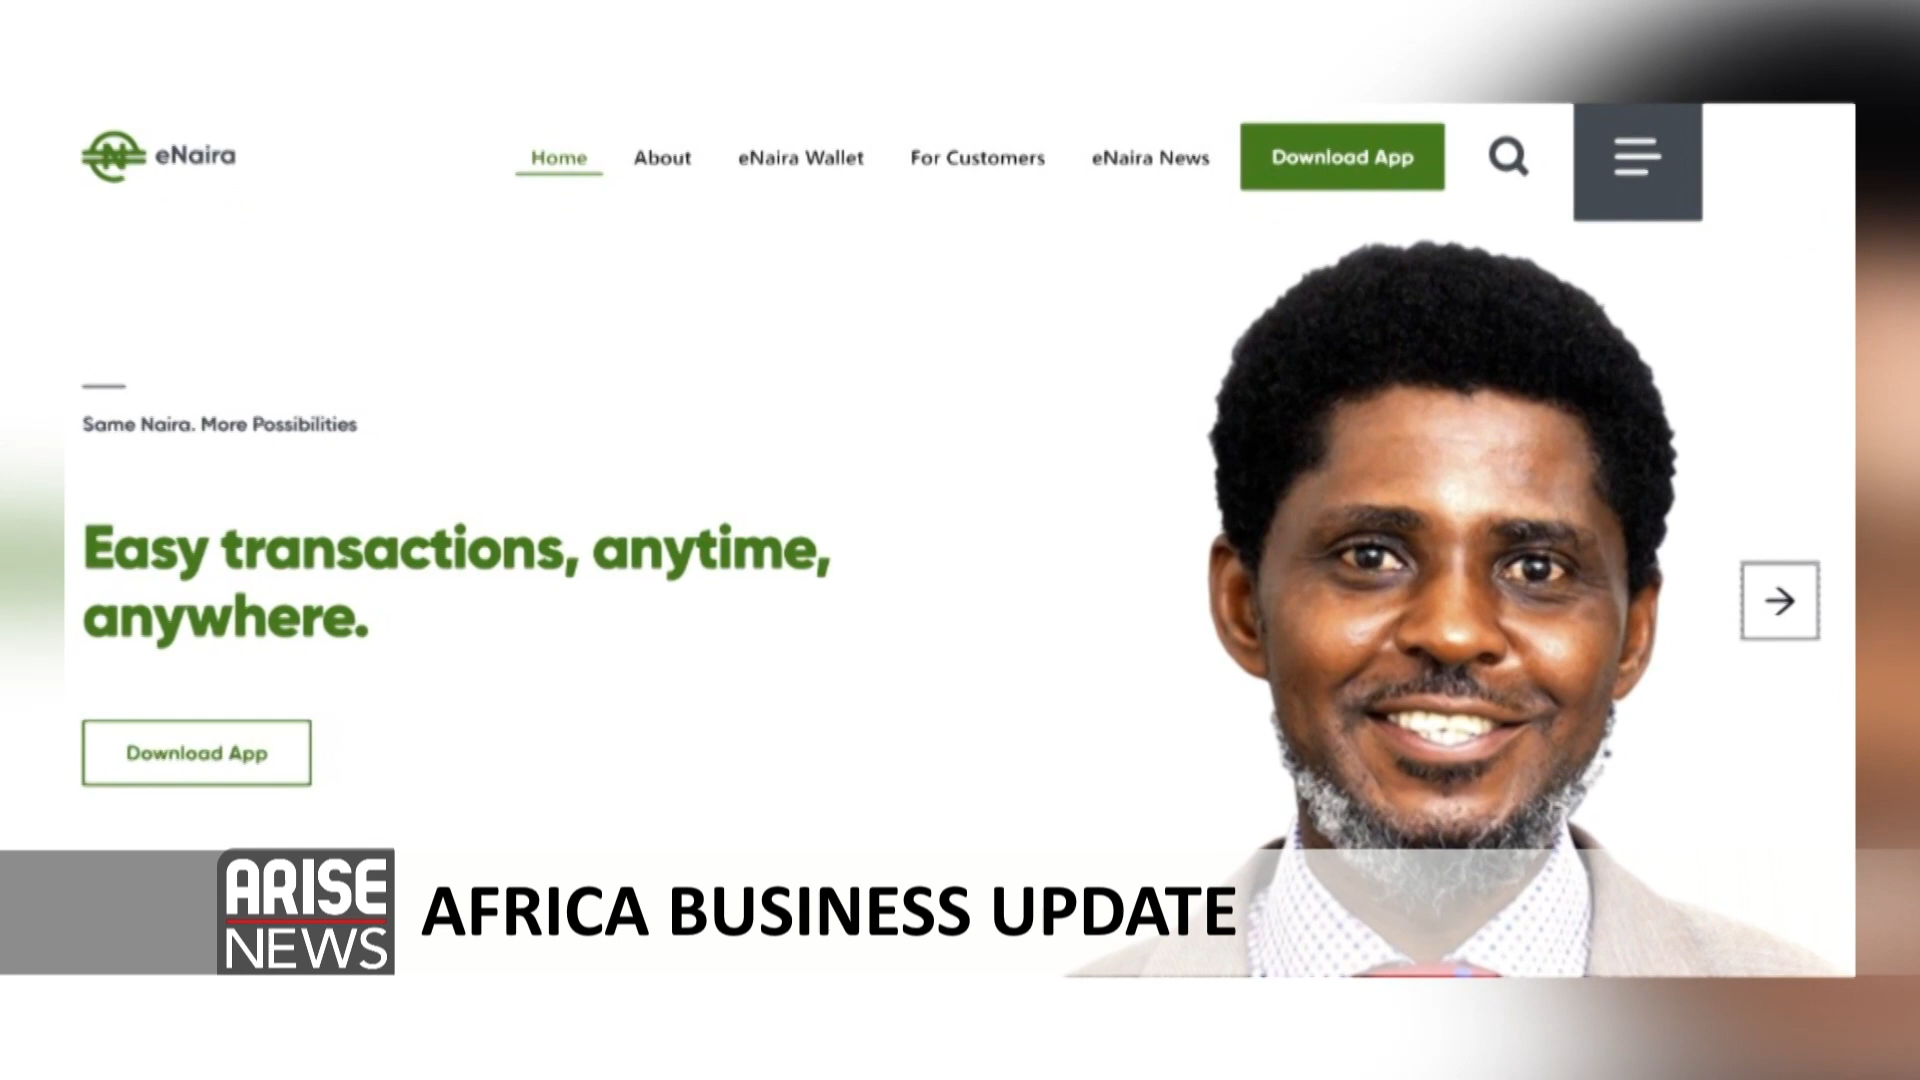 eNaira
Home About eNaira Wallet For Customers eNaira News Download App
Same Naira. More Possibilities
Easy transactions, anytime,
anywhere.
Download App
ARISE
NEWS
AFRICA BUSINESS UPDATE